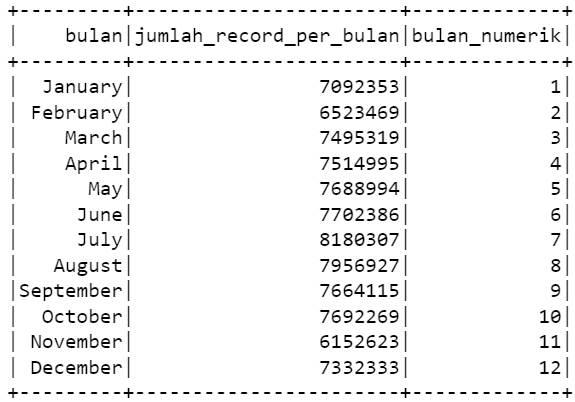 +---------+-----------------------+-------------+
|    bulan|jumlah_record_per_bulan|bulan_numerik|
+---------+-----------------------+-------------+
|  January|                7092353|            1|
| February|                6523469|            2|
|    March|                7495319|            3|
|    April|                7514995|            4|
|      May|                7688994|            5|
|     June|                7702386|            6|
|     July|                8180307|            7|
|   August|                7956927|            8|
|September|                7664115|            9|
|  October|                7692269|           10|
| November|                6152623|           11|
| December|                7332333|           12|
+---------+-----------------------+-------------+